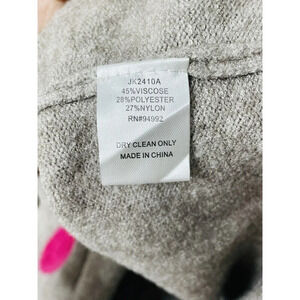 JK2410A
45%VISCOSE
28%POLYESTER
27%NYLON
RN#94992
DRY CLEAN ONLY
MADE IN CHINA